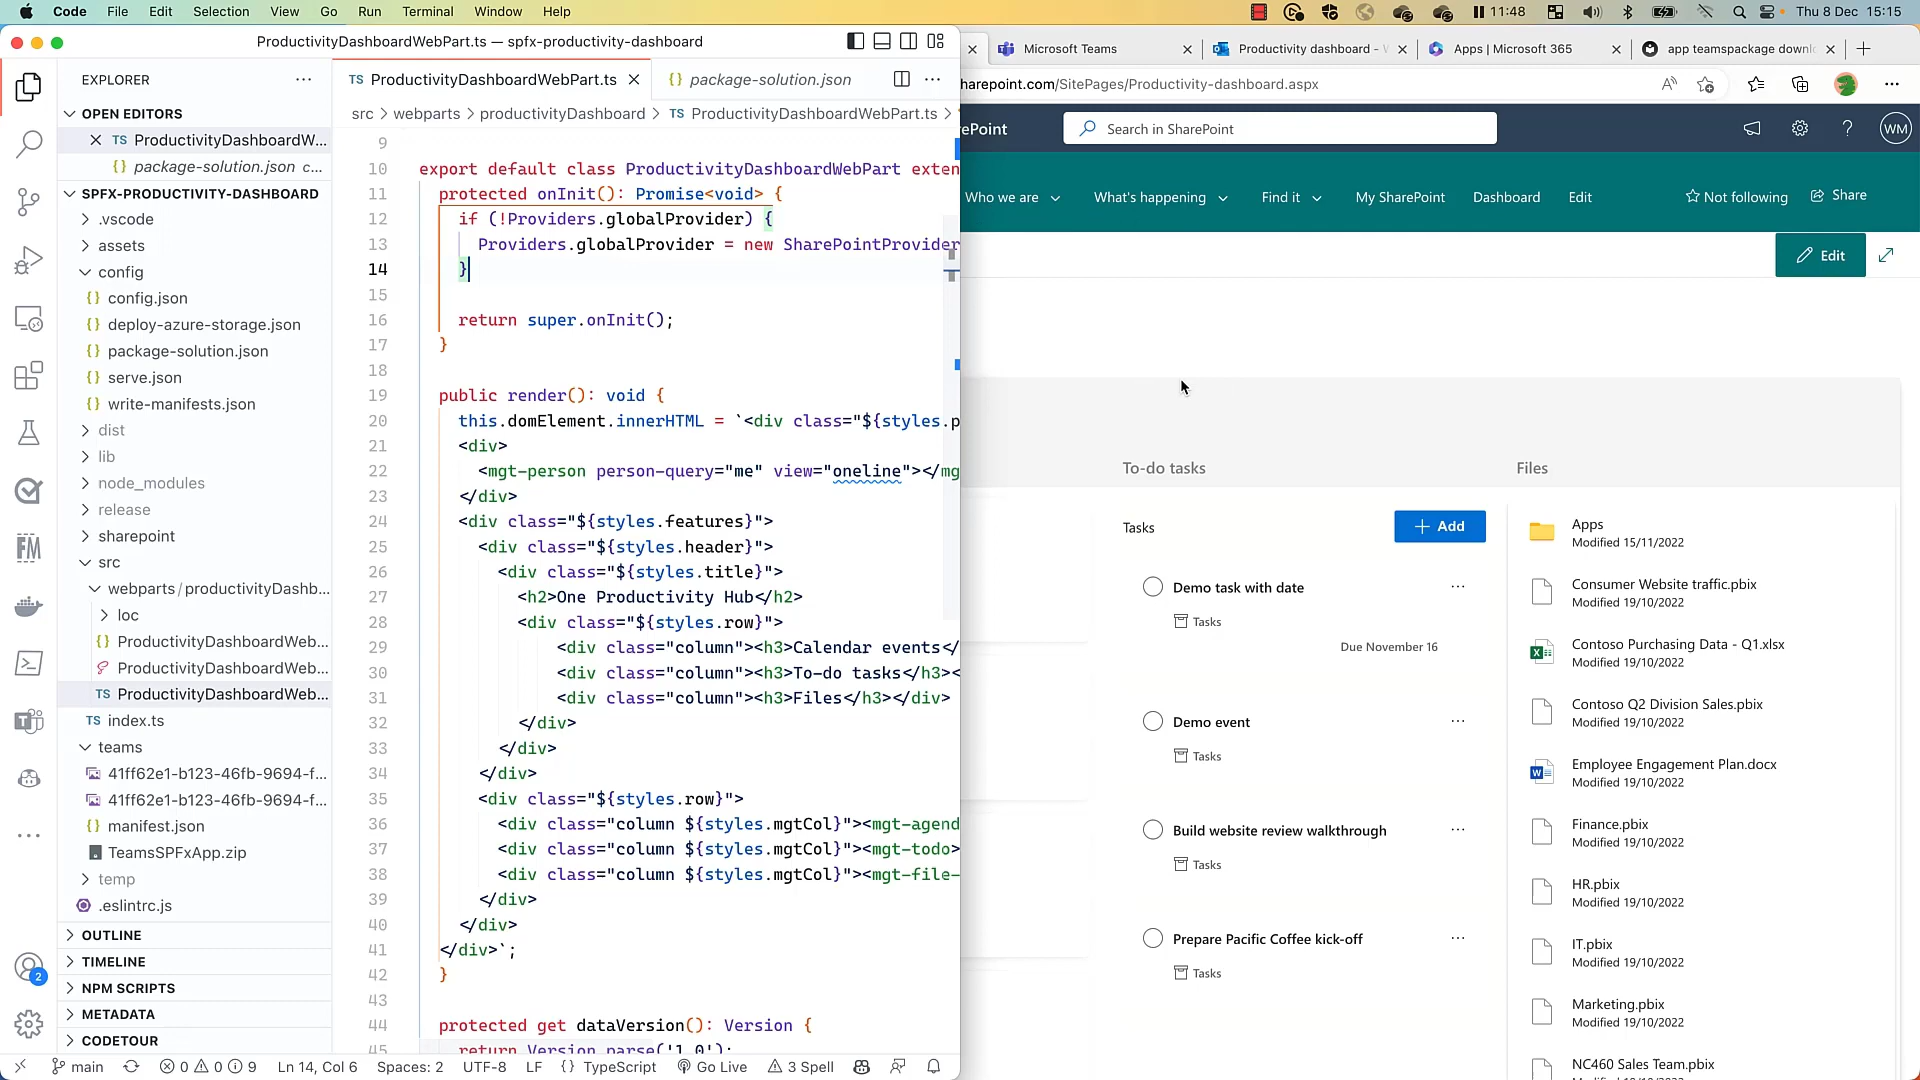 Code File Edit Selection View Go Run Terminal Window Help 11:48 Thu 8 Dec 15:15
ProductivityDashboardWebPart.ts — spfx-productivity-dashboard
EXPLORER
OPEN EDITORS
TS ProductivityDashboardW...
{} package-solution.json c...
SPFX-PRODUCTIVITY-DASHBOARD
.vscode
assets
config
{} config.json
{} deploy-azure-storage.json
{} package-solution.json
{} serve.json
{} write-manifests.json
dist
lib
node_modules
release
sharepoint
src
webparts/productivityDashb...
loc
{} ProductivityDashboardWeb...
ProductivityDashboardWeb...
TS ProductivityDashboardWeb...
TS index.ts
teams
41ff62e1-b123-46fb-9694-f...
41ff62e1-b123-46fb-9694-f...
{} manifest.json
TeamsSPFxApp.zip
temp
.eslintrc.js
OUTLINE
TIMELINE
NPM SCRIPTS
METADATA
CODETOUR
2
TS ProductivityDashboardWebPart.ts
{} package-solution.json
src > webparts > productivityDashboard > TS ProductivityDashboardWebPart.ts >
9
10 export default class ProductivityDashboardWebPart exten
11 protected onInit(): Promise<void> {
12 if (!Providers.globalProvider) {
13 Providers.globalProvider = new SharePointProvider
14 }
15
16 return super.onInit();
17 }
18
19 public render(): void {
20 this.domElement.innerHTML = `<div class="${styles.p
21 <div>
22 <mgt-person person-query="me" view="oneline"></mg
23 </div>
24 <div class="${styles.features}">
25 <div class="${styles.header}">
26 <div class="${styles.title}">
27 <h2>One Productivity Hub</h2>
28 <div class="${styles.row}">
29 <div class="column"><h3>Calendar events</
30 <div class="column"><h3>To-do tasks</h3><
31 <div class="column"><h3>Files</h3></div>
32 </div>
33 </div>
34 </div>
35 <div class="${styles.row}">
36 <div class="column ${styles.mgtCol}"><mgt-agend
37 <div class="column ${styles.mgtCol}"><mgt-todo>
38 <div class="column ${styles.mgtCol}"><mgt-file-
39 </div>
40 </div>
41 </div>`;
42 }
43
44 protected get dataVersion(): Version {
45 return Version.parse('1.0');
main 0 0 9 Ln 14, Col 6 Spaces: 2 UTF-8 LF {} TypeScript Go Live 3 Spell
Microsoft Teams
Productivity dashboard -
Apps | Microsoft 365
app teamspackage downl
harepoint.com/SitePages/Productivity-dashboard.aspx
ePoint
Search in SharePoint
WM
Who we are
What's happening
Find it
My SharePoint
Dashboard
Edit
Not following
Share
Edit
To-do tasks
Files
Tasks
Add
Demo task with date
Tasks
Due November 16
Demo event
Tasks
Build website review walkthrough
Tasks
Prepare Pacific Coffee kick-off
Tasks
Apps
Modified 15/11/2022
Consumer Website traffic.pbix
Modified 19/10/2022
Contoso Purchasing Data - Q1.xlsx
Modified 19/10/2022
Contoso Q2 Division Sales.pbix
Modified 19/10/2022
Employee Engagement Plan.docx
Modified 19/10/2022
Finance.pbix
Modified 19/10/2022
HR.pbix
Modified 19/10/2022
IT.pbix
Modified 19/10/2022
Marketing.pbix
Modified 19/10/2022
NC460 Sales Team.pbix